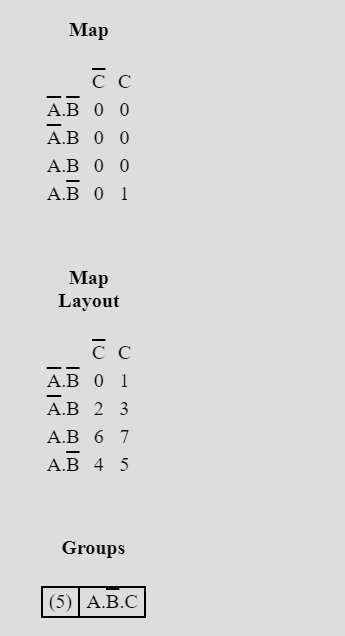 Map
C̅ C
A̅.B̅ 0 0
A̅.B 0 0
A.B 0 0
A.B̅ 0 1
Map
Layout
C̅ C
A̅.B̅ 0 1
A̅.B 2 3
A.B 6 7
A.B̅ 4 5
Groups
(5) A.B̅.C